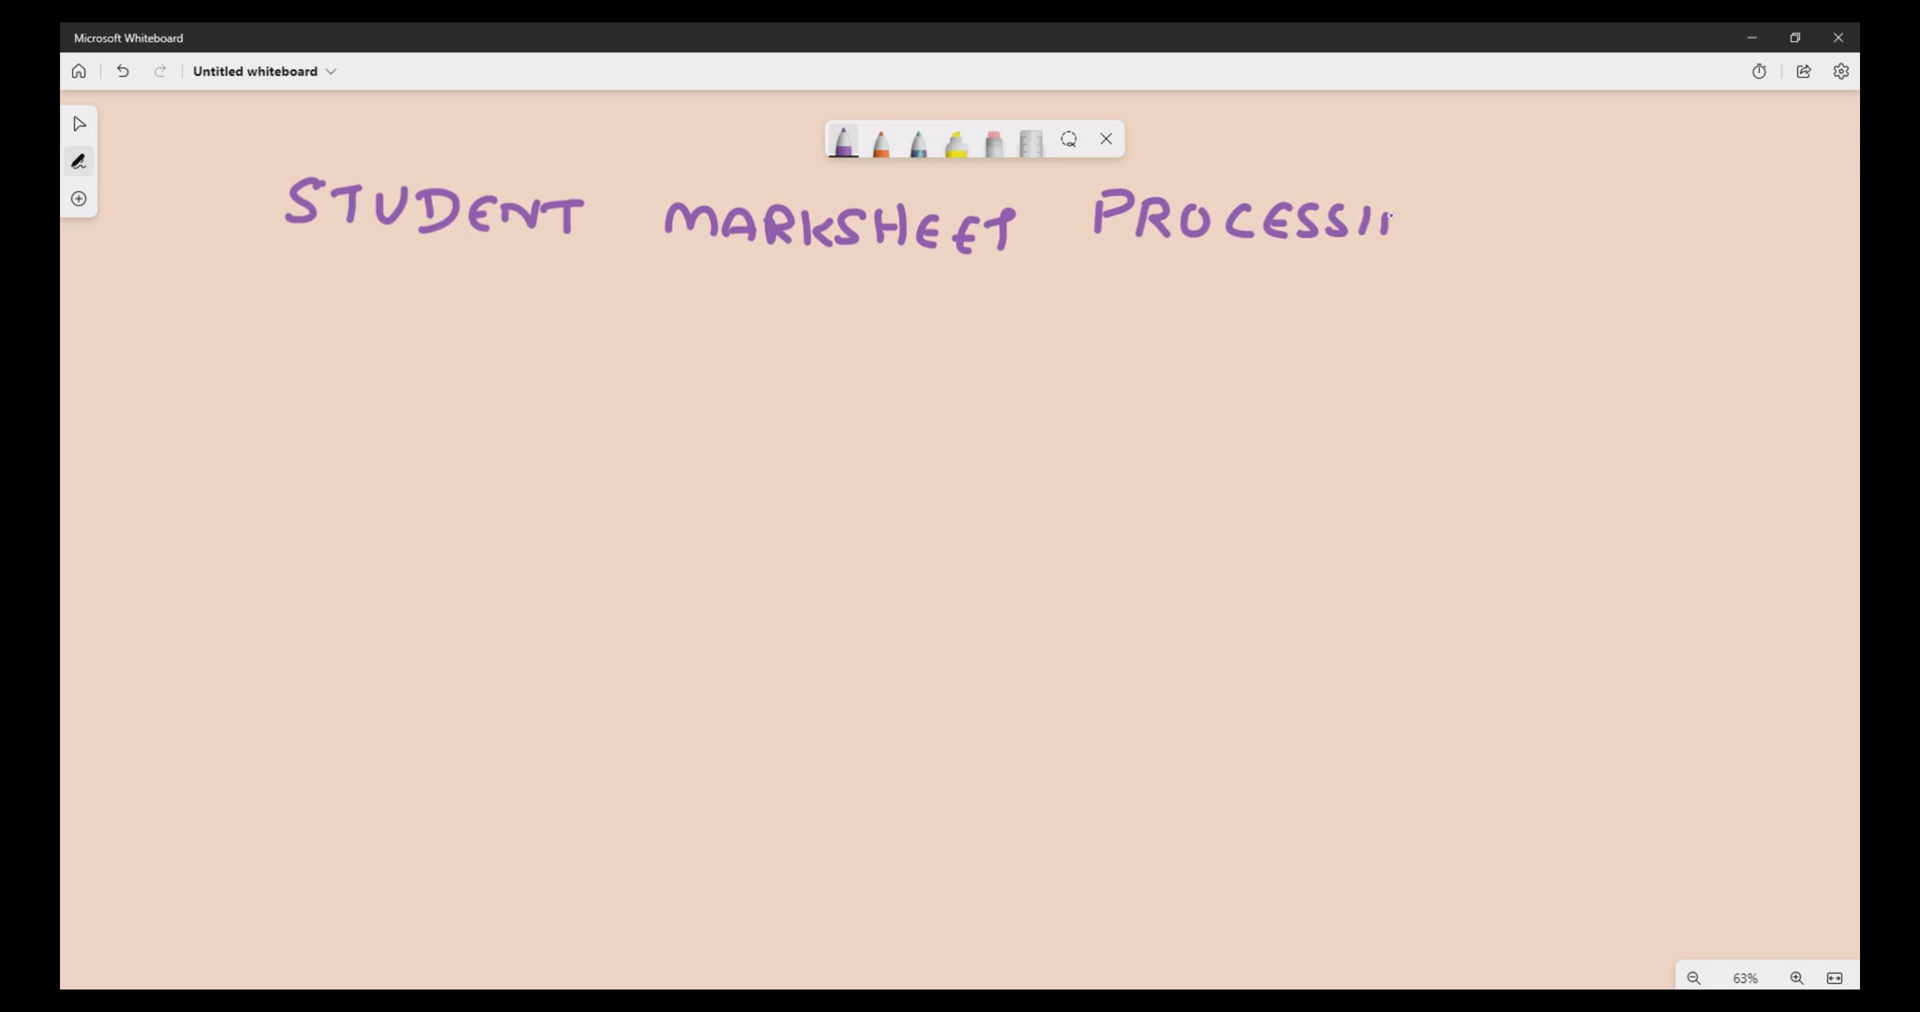 Microsoft Whiteboard
Untitled whiteboard
STUDENT MARKSHEET PROCESSI
63%